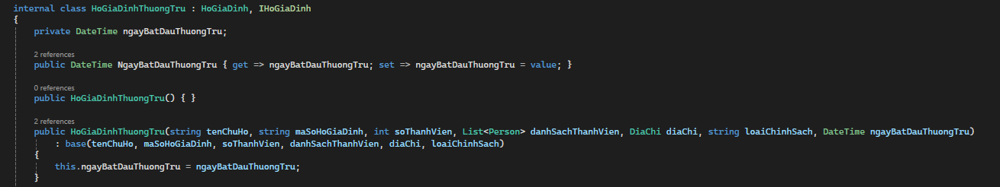 internal class HoGiaDinhThuongTru : HoGiaDinh, IHoGiaDinh
{
private DateTime ngayBatDauThuongTru;
2 references
public DateTime NgayBatDauThuongTru { get => ngayBatDauThuongTru; set => ngayBatDauThuongTru = value; }
0 references
public HoGiaDinhThuongTru() { }
2 references
public HoGiaDinhThuongTru(string tenChuHo, string maSoHoGiaDinh, int soThanhVien, List<Person> danhSachThanhVien, DiaChi diaChi, string loaiChinhSach, DateTime ngayBatDauThuongTru)
: base(tenChuHo, maSoHoGiaDinh, soThanhVien, danhSachThanhVien, diaChi, loaiChinhSach)
{
this.ngayBatDauThuongTru = ngayBatDauThuongTru;
}